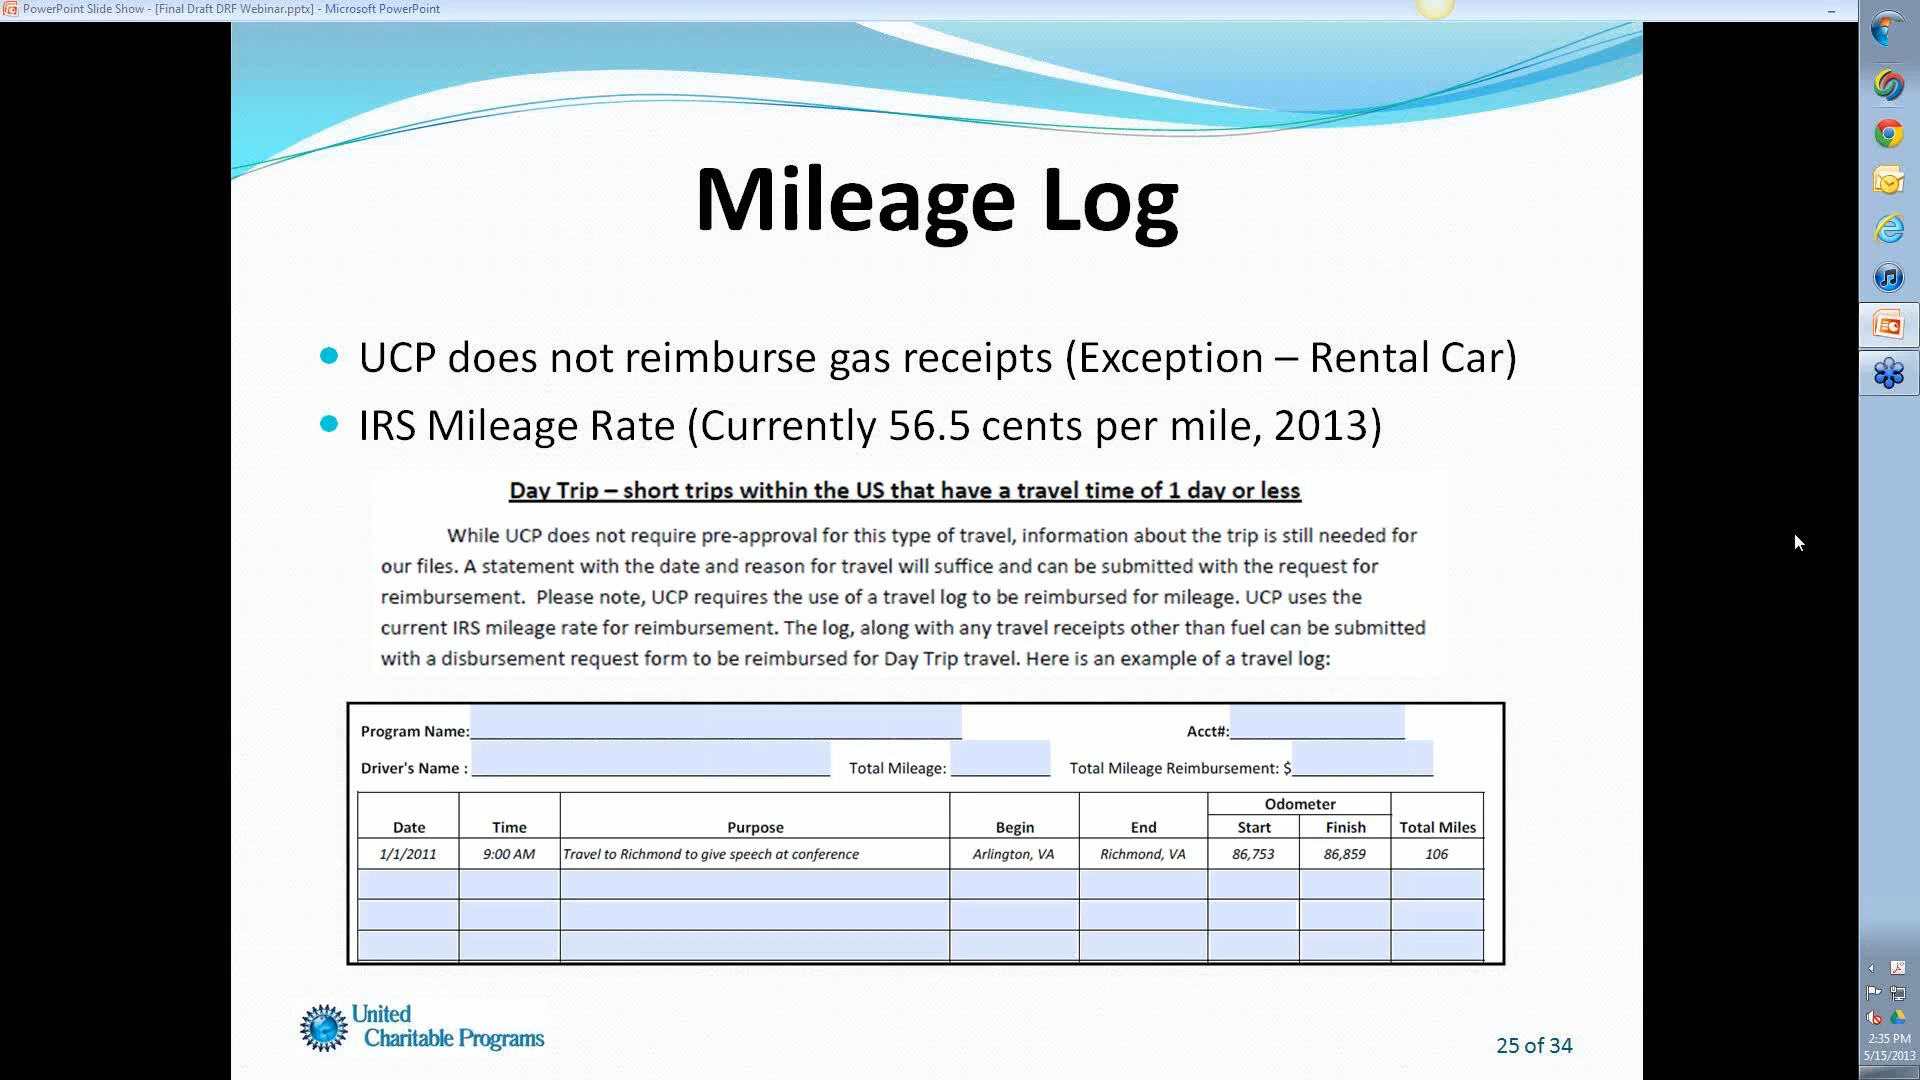 PowerPoint Slide Show - [Final Draft DRF Webinar.pptx] - Microsoft PowerPoint
Mileage Log
• UCP does not reimburse gas receipts (Exception – Rental Car)
• IRS Mileage Rate (Currently 56.5 cents per mile, 2013)
Day Trip – short trips within the US that have a travel time of 1 day or less
While UCP does not require pre-approval for this type of travel, information about the trip is still needed for
our files. A statement with the date and reason for travel will suffice and can be submitted with the request for
reimbursement.  Please note, UCP requires the use of a travel log to be reimbursed for mileage. UCP uses the
current IRS mileage rate for reimbursement. The log, along with any travel receipts other than fuel can be submitted
with a disbursement request form to be reimbursed for Day Trip travel. Here is an example of a travel log:
Program Name: Acct#:
Driver's Name : Total Mileage: Total Mileage Reimbursement: $
Odometer
Date Time Purpose Begin End Start Finish Total Miles
1/1/2011 9:00 AM Travel to Richmond to give speech at conference Arlington, VA Richmond, VA 86,753 86,859 106
United
Charitable Programs
25 of 34
2:35 PM
5/15/2013